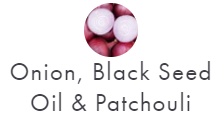 Onion, Black Seed
Oil & Patchouli